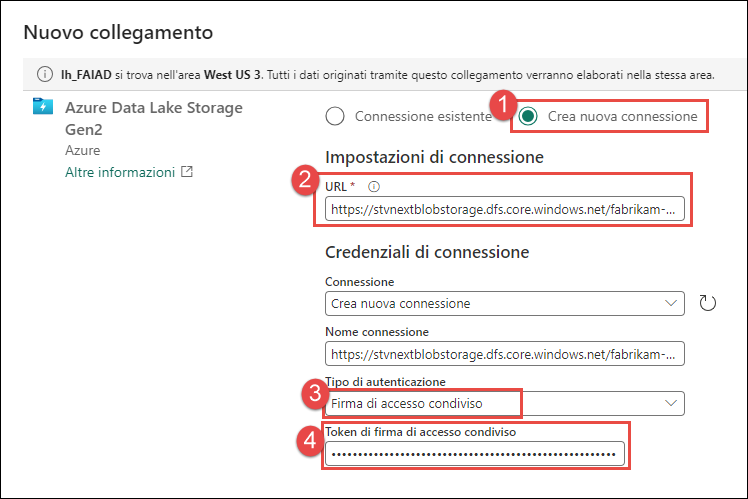 Nuovo collegamento
lh_FAIAD si trova nell'area West US 3. Tutti i dati originati tramite questo collegamento verranno elaborati nella stessa area.
Azure Data Lake Storage
Gen2
Azure
Altre informazioni
1
Connessione esistente
Crea nuova connessione
Impostazioni di connessione
2
URL *
https://stvnextblobstorage.dfs.core.windows.net/fabrikam-...
Credenziali di connessione
Connessione
Crea nuova connessione
Nome connessione
https://stvnextblobstorage.dfs.core.windows.net/fabrikam-...
Tipo di autenticazione
3
Firma di accesso condiviso
4
Token di firma di accesso condiviso